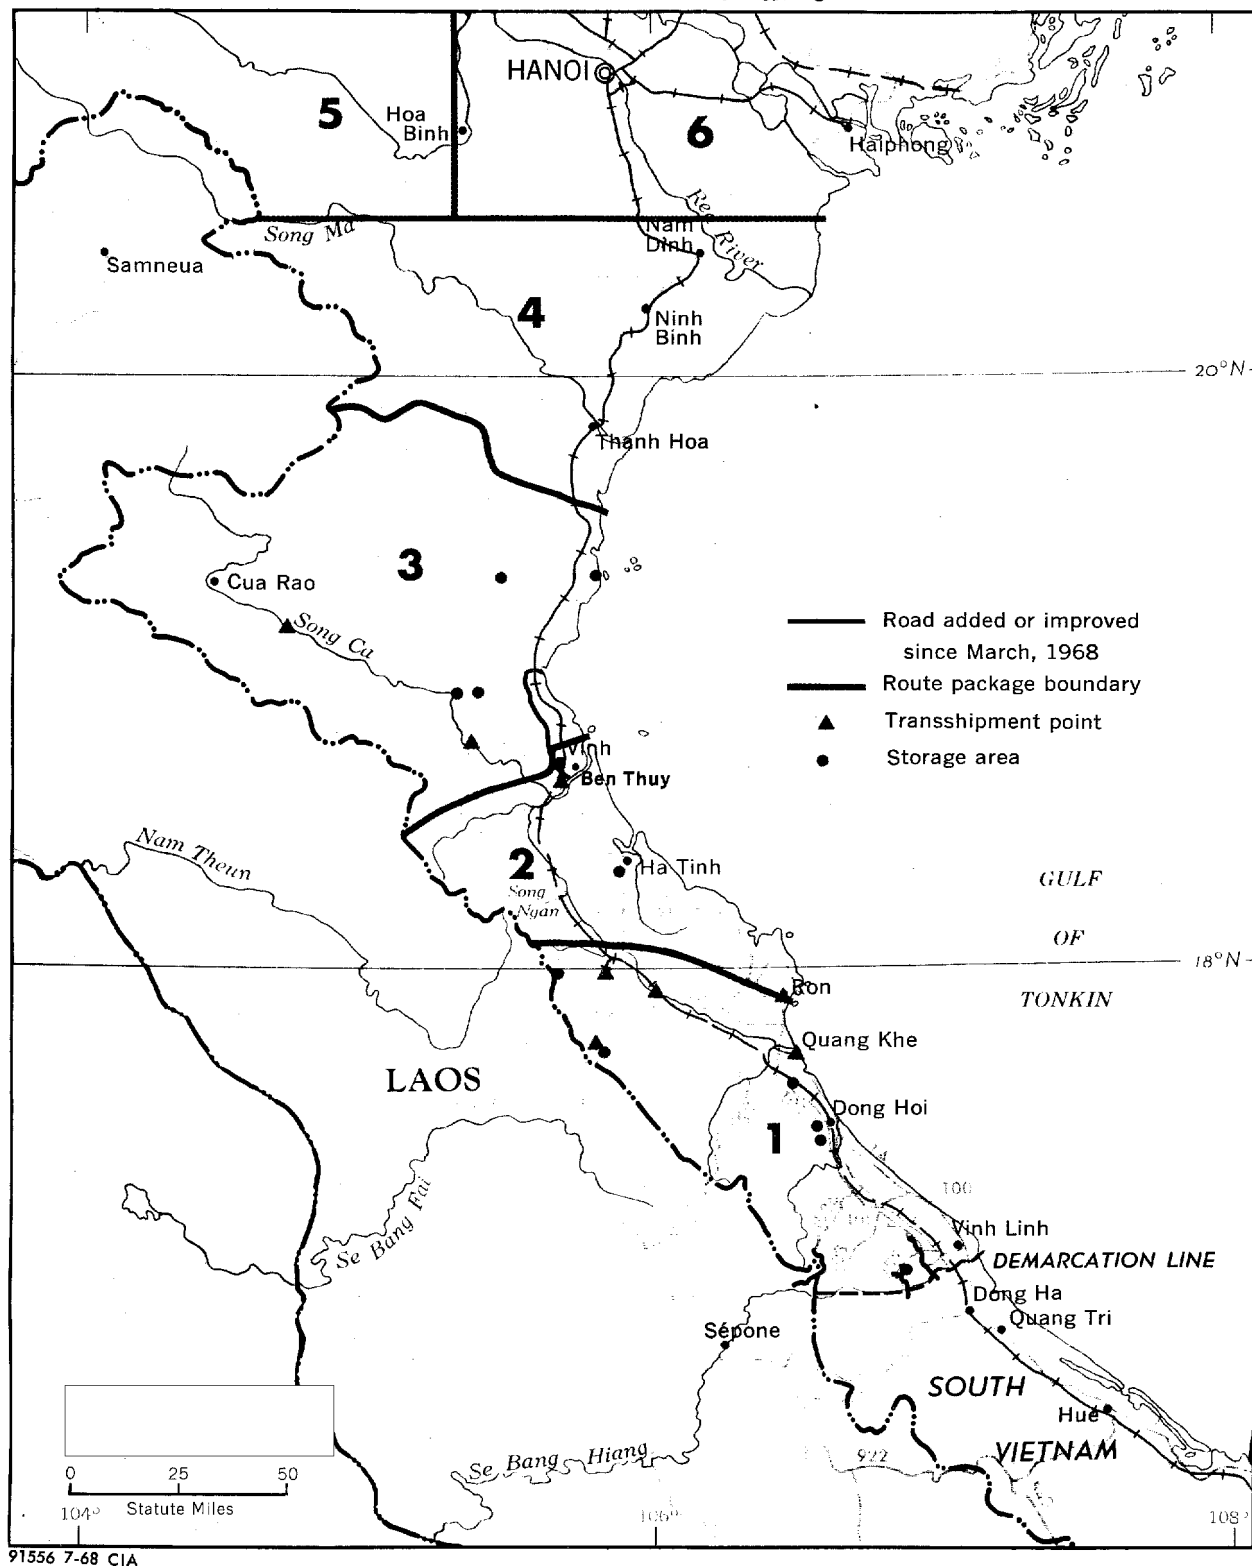 HANOI
5
Hoa
Binh
6
Haiphong
Red River
Song Ma
Nam
Dinh
Samneua
4
Ninh
Binh
20°N
Thanh Hoa
3
Cua Rao
Song Ca
Road added or improved
since March, 1968
Route package boundary
Transshipment point
Storage area
Vinh
Ben Thuy
Nam Theun
2
Ha Tinh
Song
Ngan
GULF
OF
TONKIN
18°N
Ron
Quang Khe
LAOS
Dong Hoi
1
100
Se Bang Fai
Vinh Linh
DEMARCATION LINE
Dong Ha
Quang Tri
Sépone
SOUTH
VIETNAM
Hué
Se Bang Hiang
922
0 25 50
Statute Miles
104° 106° 108°
91556 7-68 CIA